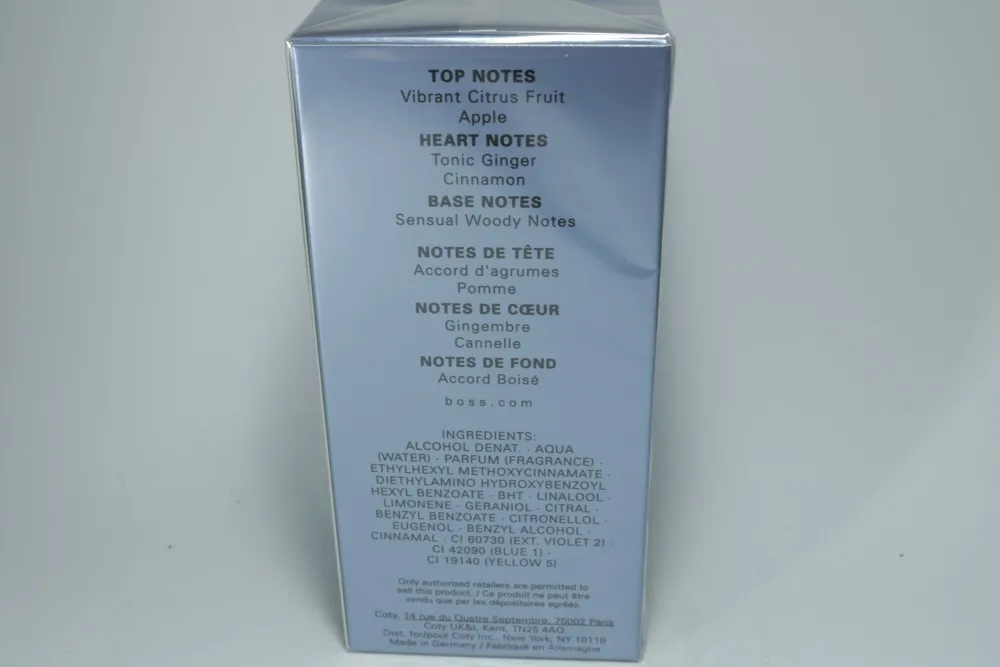 TOP NOTES
Vibrant Citrus Fruit
Apple
HEART NOTES
Tonic Ginger
Cinnamon
BASE NOTES
Sensual Woody Notes
NOTES DE TÊTE
Accord d'agrumes
Pomme
NOTES DE CŒUR
Gingembre
Cannelle
NOTES DE FOND
Accord Boisé
boss.com
INGREDIENTS:
ALCOHOL DENAT. · AQUA
(WATER) · PARFUM (FRAGRANCE) ·
ETHYLHEXYL METHOXYCINNAMATE ·
DIETHYLAMINO HYDROXYBENZOYL
HEXYL BENZOATE · BHT · LINALOOL ·
LIMONENE · GERANIOL · CITRAL ·
BENZYL BENZOATE · CITRONELLOL ·
EUGENOL · BENZYL ALCOHOL ·
CINNAMAL · CI 60730 (EXT. VIOLET 2) ·
CI 42090 (BLUE 1) ·
CI 19140 (YELLOW 5)
Only authorized retailers are permitted to
sell this product. / Ce produit ne peut être
vendu que par les dépositaires agréés.
Coty, 14 rue du Quatre Septembre, 75002 Paris
Coty UK&I, Kent, TN25 4AQ
Dist. for/pour Coty Inc., New York, NY 10118
Made in Germany / Fabriqué en Allemagne